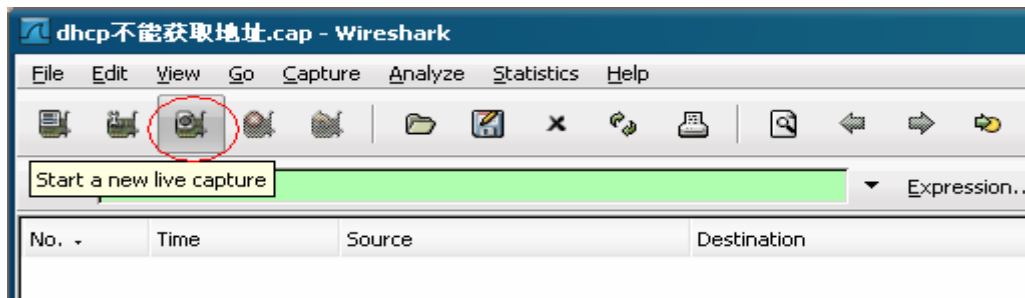 dhcp不能获取地址.cap - Wireshark
File Edit View Go Capture Analyze Statistics Help
Start a new live capture
Expression..
No. Time Source Destination